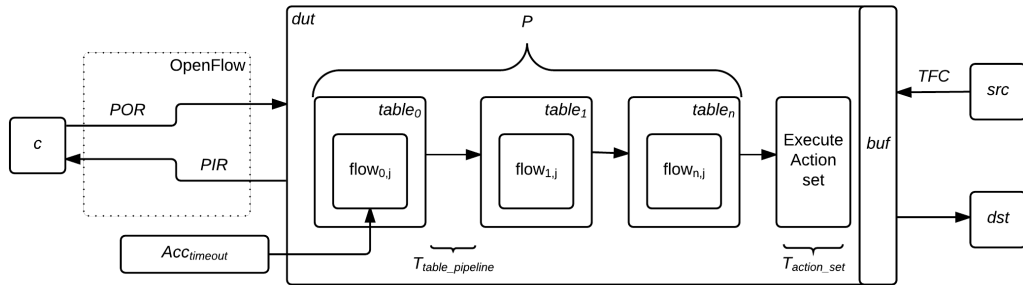 dut
P
OpenFlow
POR
TFC
src
table0
table1
tablen
c
flow0,j
flow1,j
flown,j
Execute
Action
set
buf
PIR
dst
Acctimeout
Ttable_pipeline
Taction_set